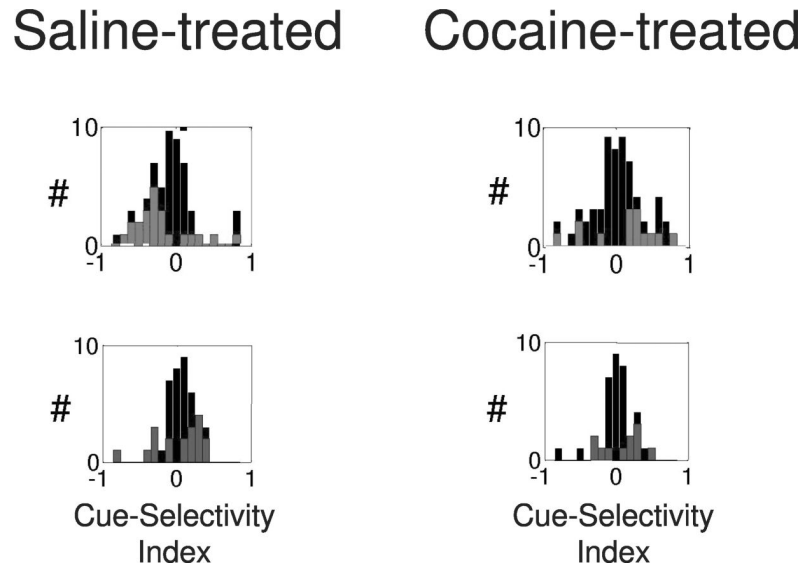 Saline-treated Cocaine-treated
10 10
# #
0 0
-1 0 1 -1 0 1
10 10
# #
0 0
-1 0 1 -1 0 1
Cue-Selectivity Cue-Selectivity
Index Index